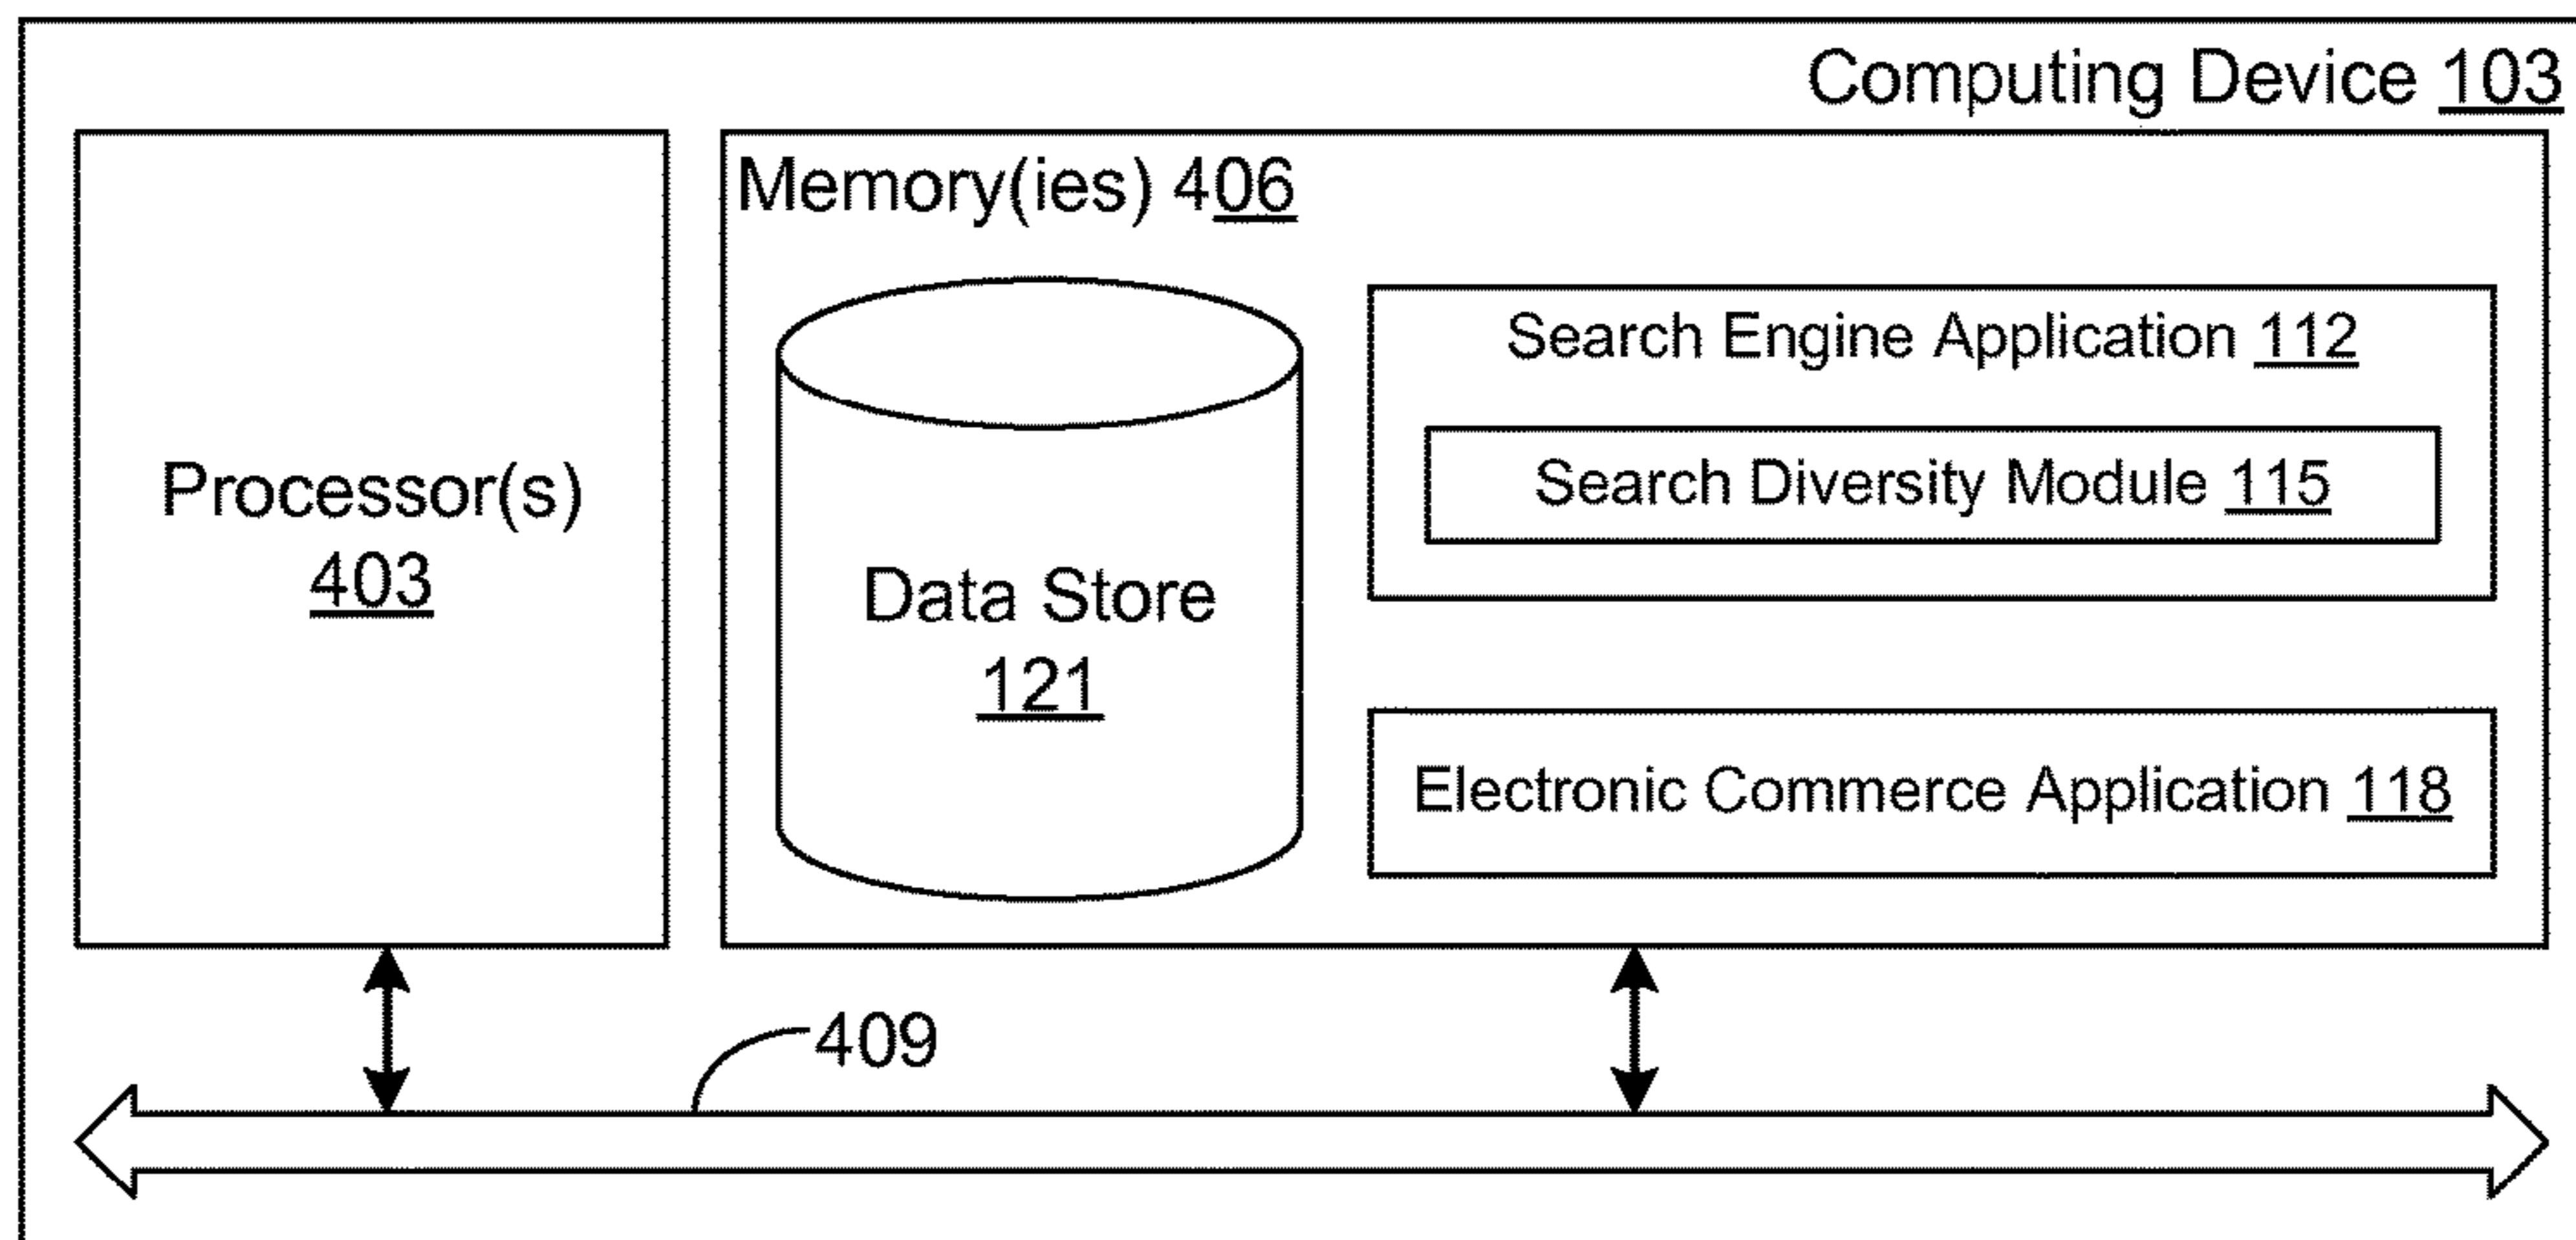 Computing Device 103
Memory(ies) 406
Processor(s)
403
Data Store
121
Search Engine Application 112
Search Diversity Module 115
Electronic Commerce Application 118
409